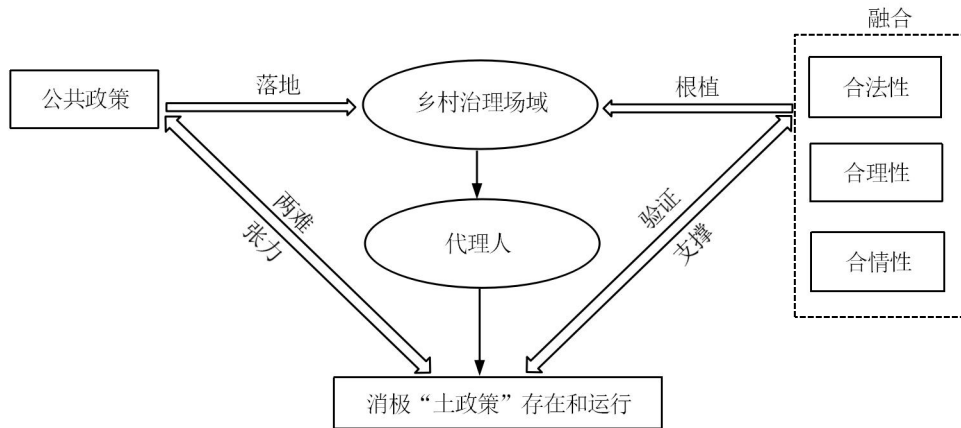 融合
公共政策
落地
乡村治理场域
根植
合法性
合理性
合情性
两难
张力
代理人
验证
支撑
消极“土政策”存在和运行